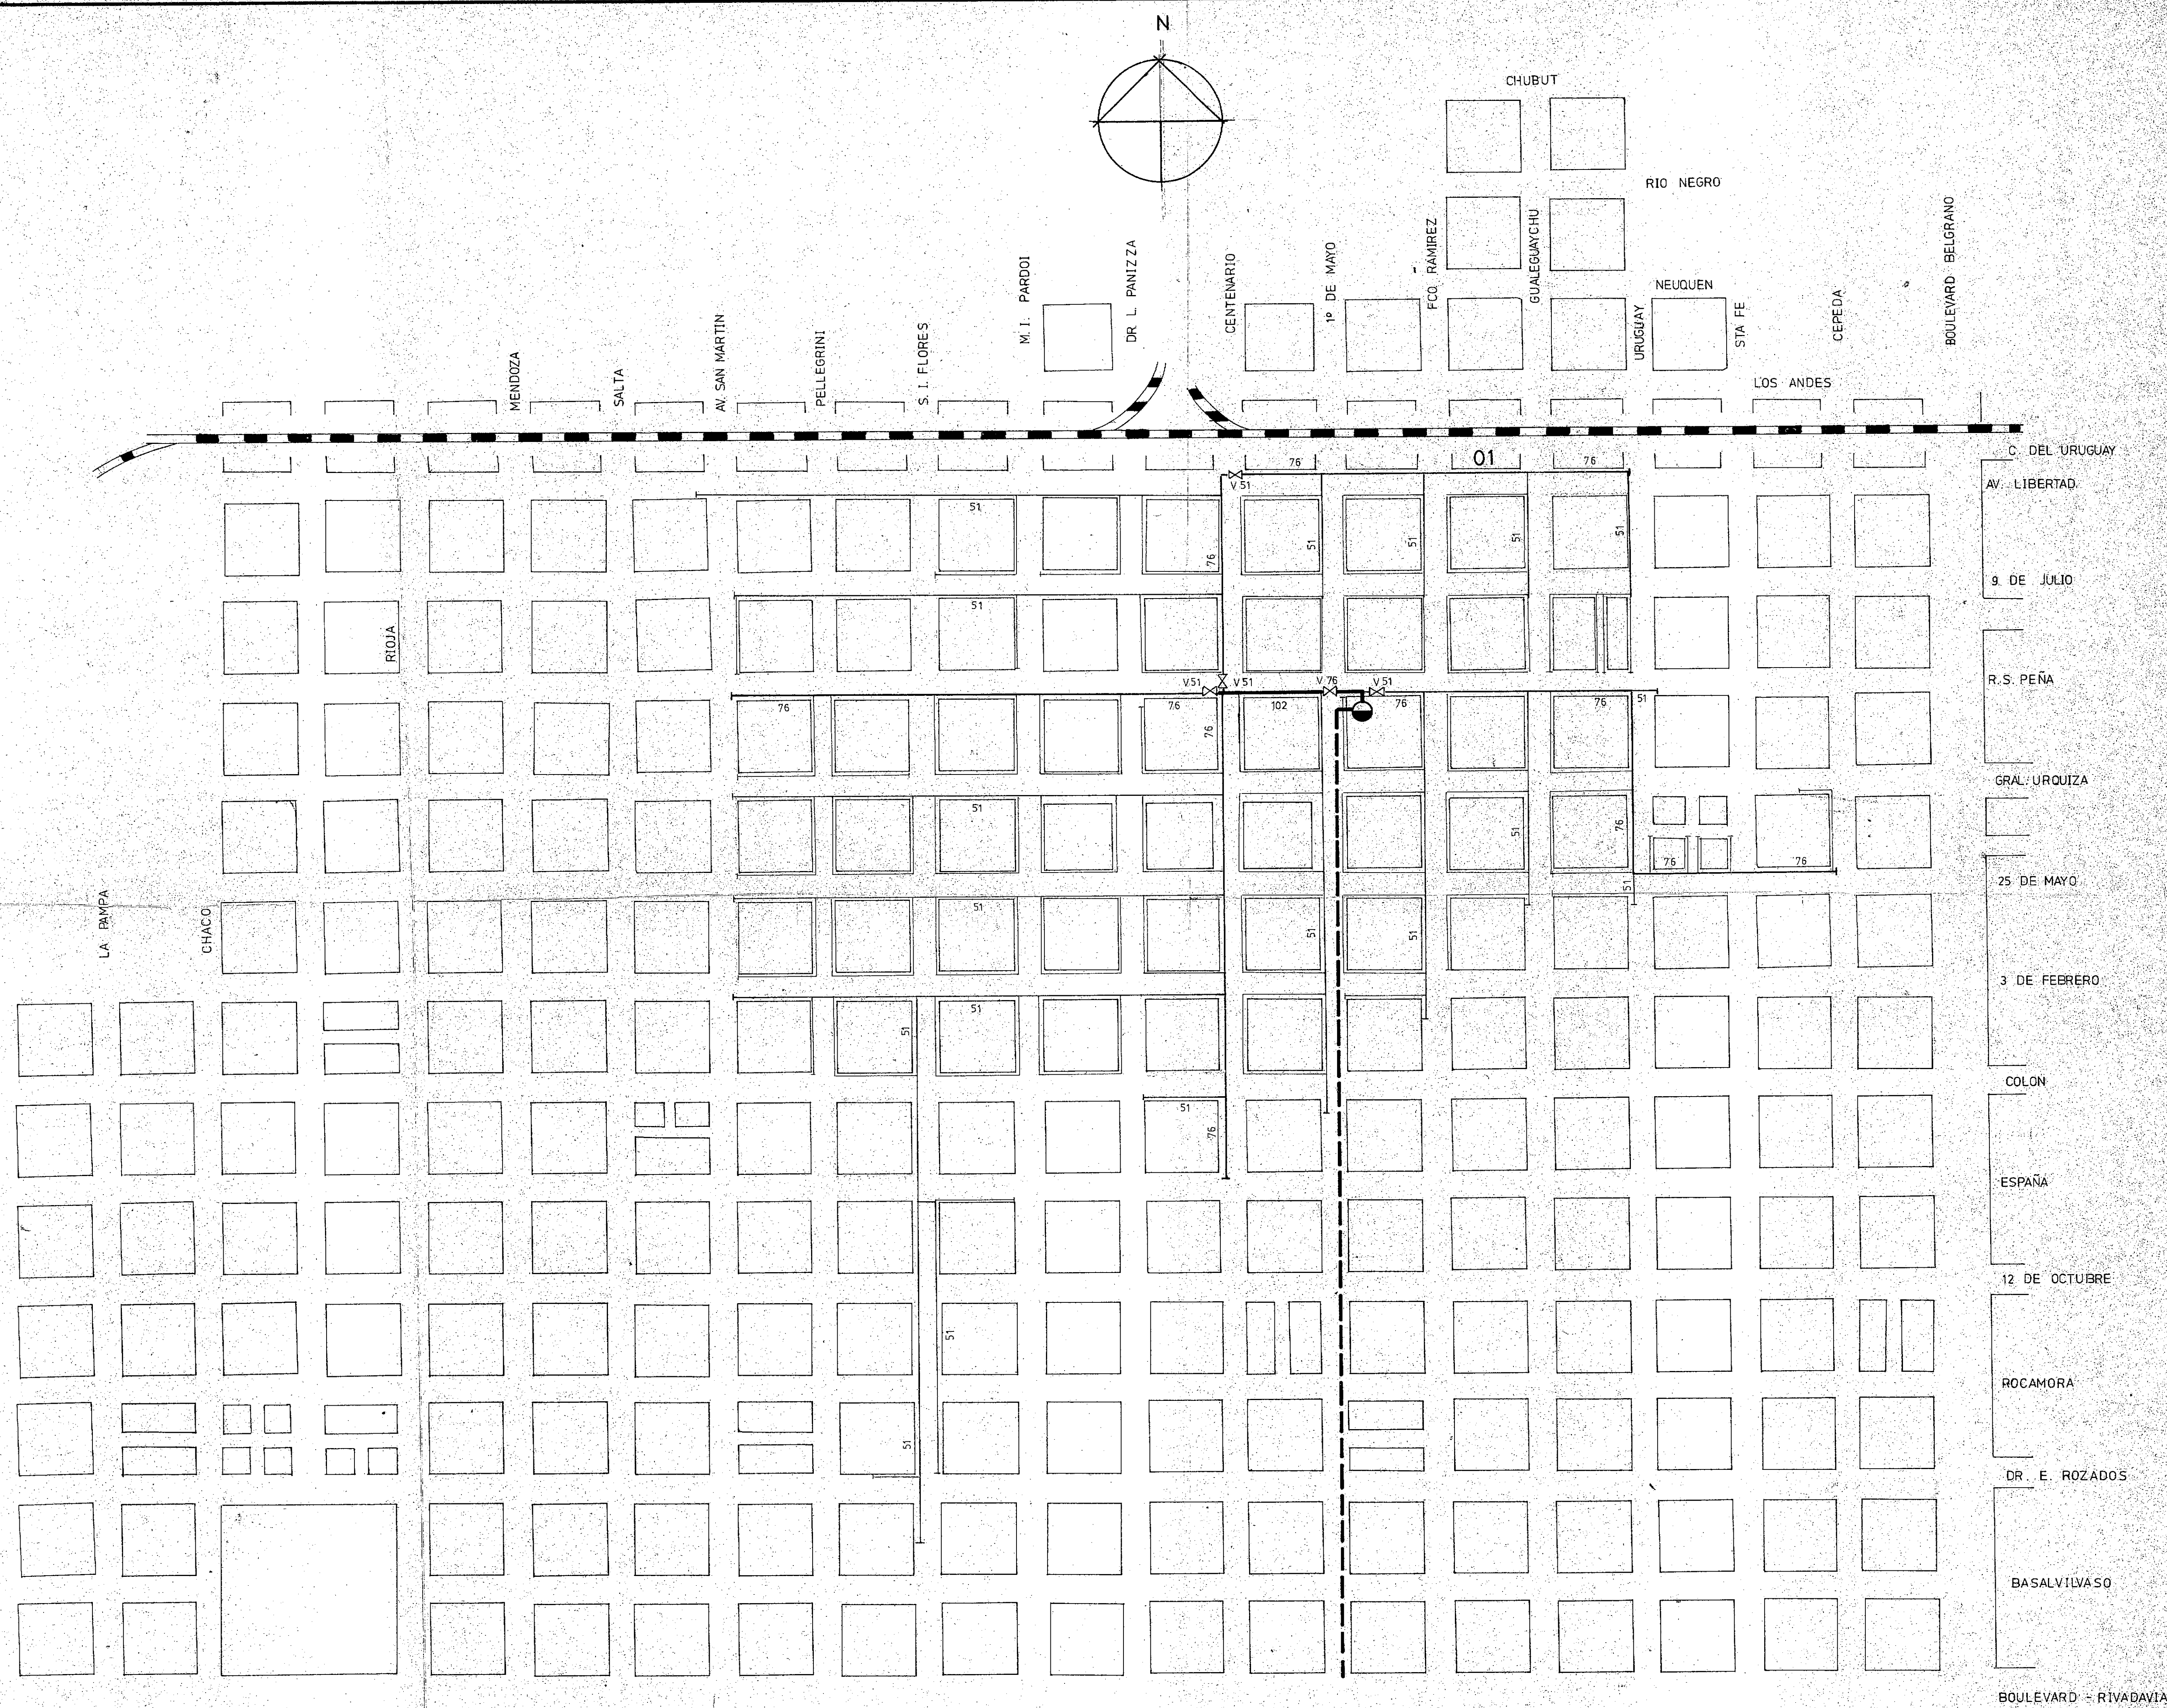 N
CHUBUT
RIO NEGRO
GUALEGUAYCHU
FCO. RAMIREZ
BOULEVARD BELGRANO
M. I. PARDOI
DR L. PANIZZA
CENTENARIO
1º DE MAYO
NEUQUEN
URUGUAY
STA FE
CEPEDA
MENDOZA
SALTA
AV. SAN MARTIN
PELLEGRINI
S. I. FLORES
LOS ANDES
C. DEL URUGUAY
76
01
76
V 51
AV. LIBERTAD
51
76
51
51
51
51
9 DE JULIO
51
RIOJA
V 51
V 51
V 76
V 51
R.S. PEÑA
76
76
102
76
76
51
76
GRAL. URQUIZA
51
51
76
76
76
25 DE MAYO
51
LA PAMPA
CHACO
51
51
51
3 DE FEBRERO
51
51
COLON
51
76
ESPAÑA
12 DE OCTUBRE
51
ROCAMORA
51
DR. E. ROZADOS
BASALVILVASO
BOULEVARD - RIVADAVIA